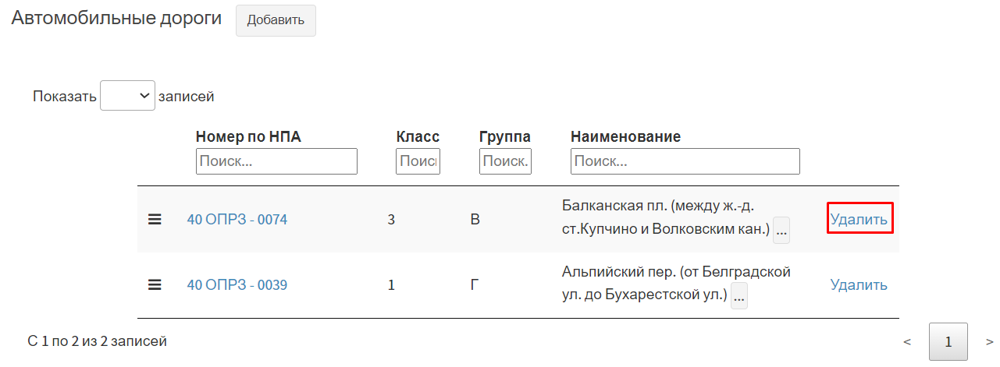 Автомобильные дороги Добавить
Показать записей
Номер по НПА Класс Группа Наименование
Поиск... Поис Поиск. Поиск...
40 ОПРЗ - 0074 3 В Балканская пл. (между ж.-д. ст.Купчино и Волковским кан.) ... Удалить
40 ОПРЗ - 0039 1 Г Альпийский пер. (от Белградской ул. до Бухарестской ул.) ... Удалить
С 1 по 2 из 2 записей < 1 >